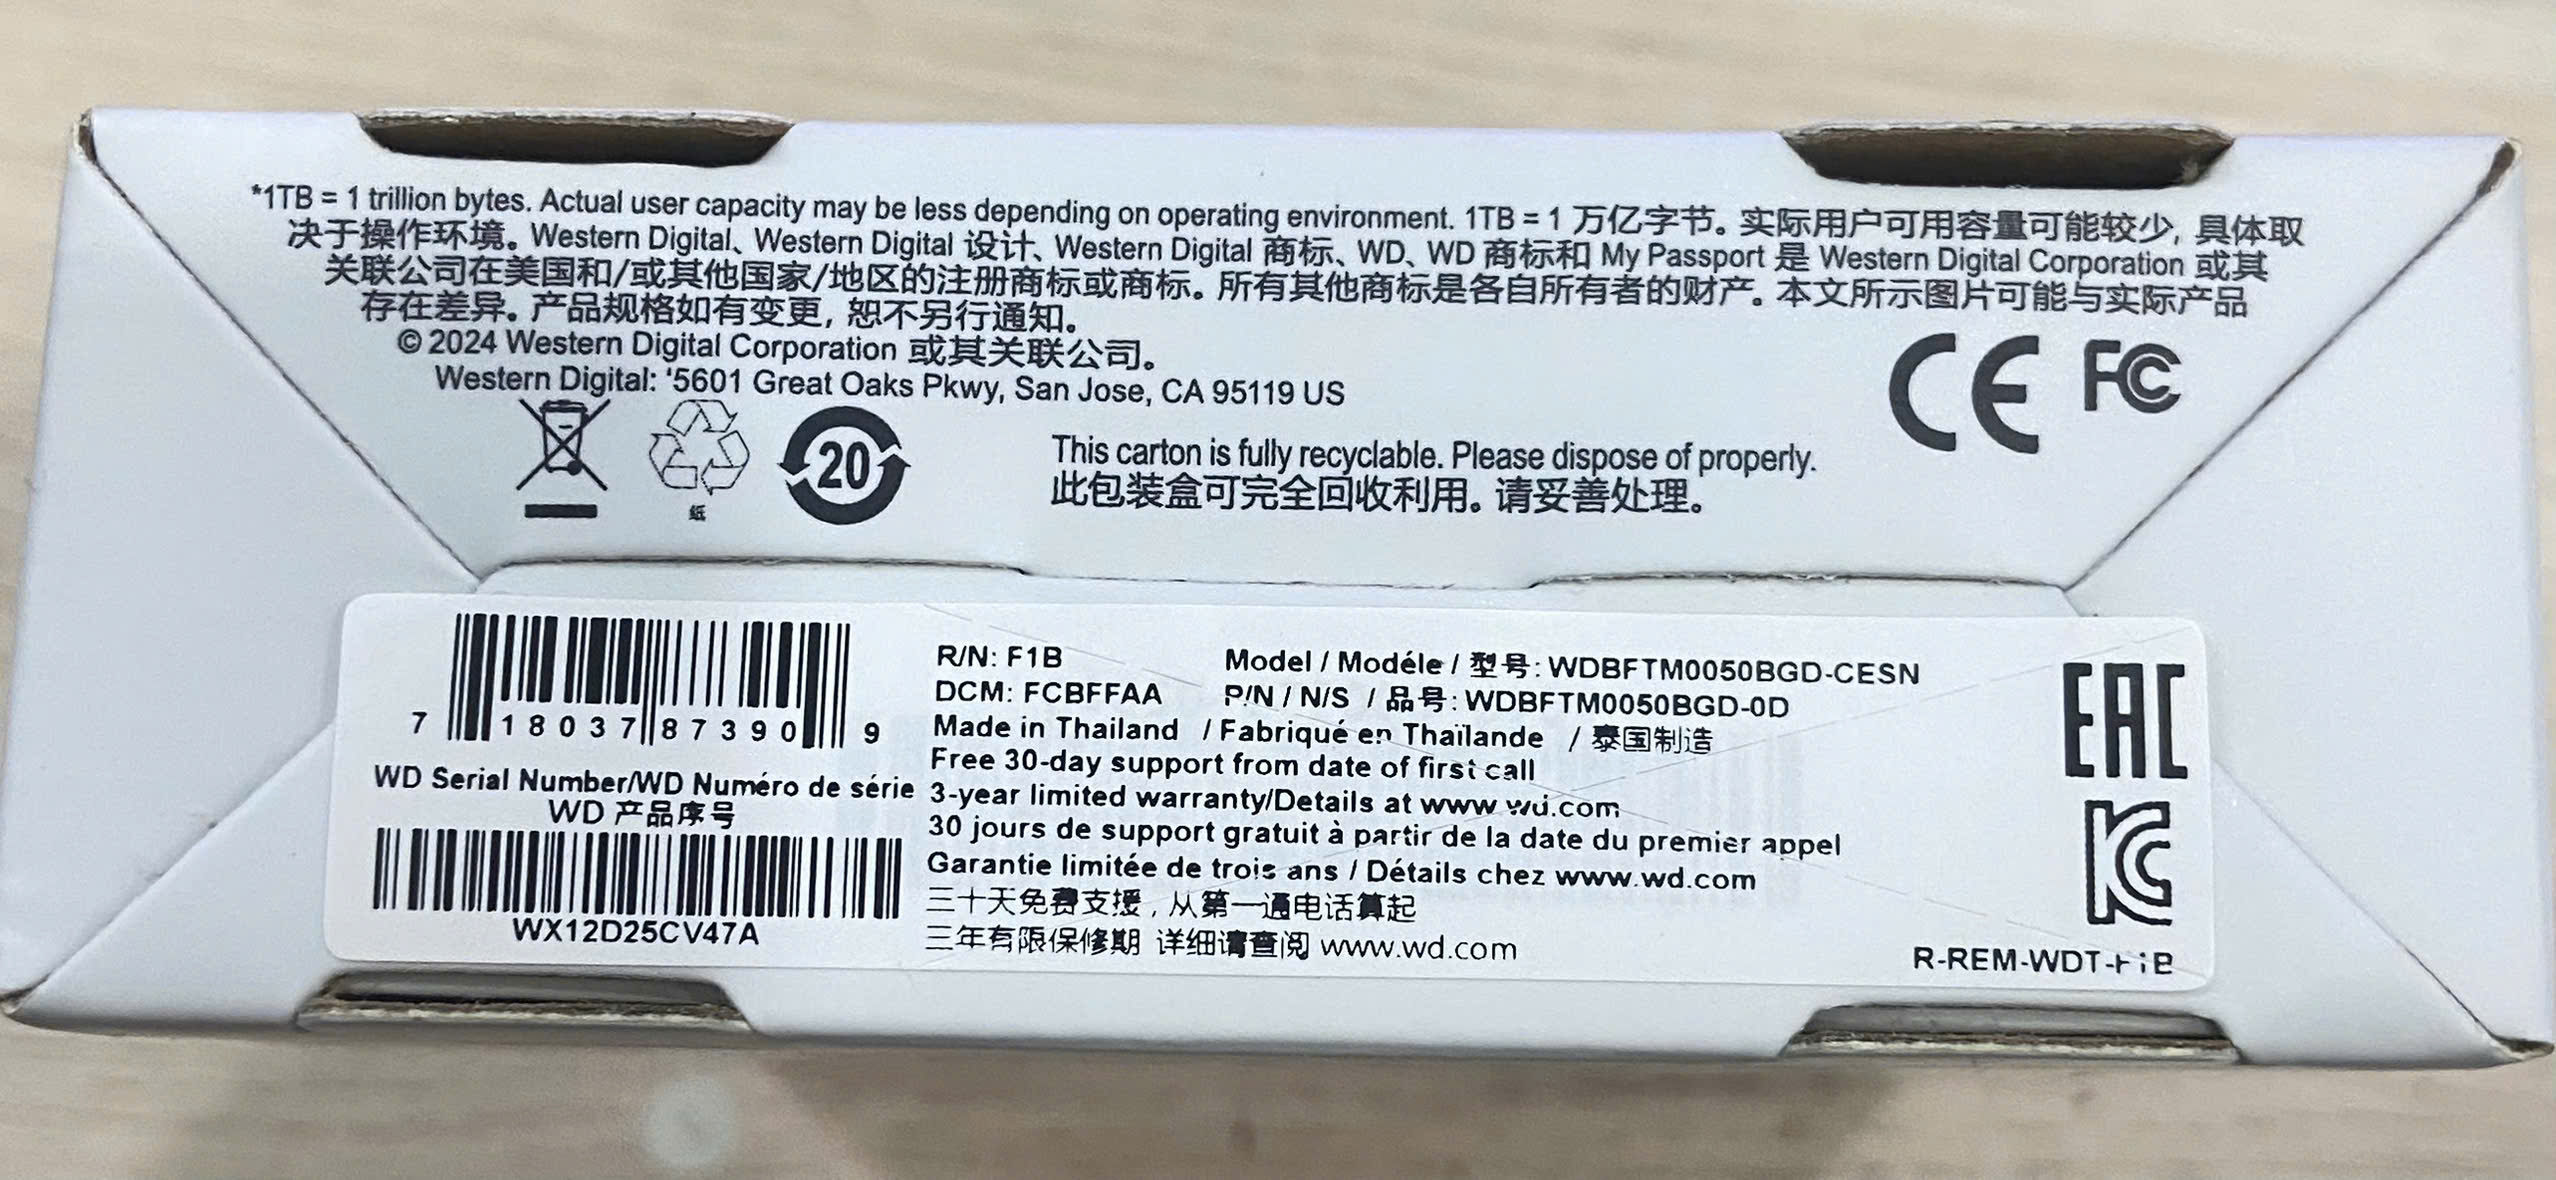 *1TB = 1 trillion bytes. Actual user capacity may be less depending on operating environment. 1TB = 1 万亿字节。实际用户可用容量可能较少, 具体取
决于操作环境。Western Digital、Western Digital 设计、Western Digital 商标、WD、WD 商标和 My Passport 是 Western Digital Corporation 或其
关联公司在美国和/或其他国家/地区的注册商标或商标。所有其他商标是各自所有者的财产。本文所示图片可能与实际产品
存在差异。产品规格如有变更, 恕不另行通知。
© 2024 Western Digital Corporation 或其关联公司。
Western Digital: '5601 Great Oaks Pkwy, San Jose, CA 95119 US
CE FC
20
纸
This carton is fully recyclable. Please dispose of properly.
此包装盒可完全回收利用。请妥善处理。
7 18037 87390 9
WD Serial Number/WD Numéro de série
WD 产品序号
WX12D25CV47A
R/N: F1B
DCM: FCBFFAA
Model / Modéle / 型号: WDBFTM0050BGD-CESN
P/N / N/S / 品号: WDBFTM0050BGD-0D
Made in Thailand / Fabriqué en Thaïlande / 泰国制造
Free 30-day support from date of first call
3-year limited warranty/Details at www.wd.com
30 jours de support gratuit à partir de la date du premier appel
Garantie limitée de trois ans / Détails chez www.wd.com
三十天免费支援, 从第一通电话算起
三年有限保修期 详细请查阅 www.wd.com
EAC
KC
R-REM-WDT-F1B